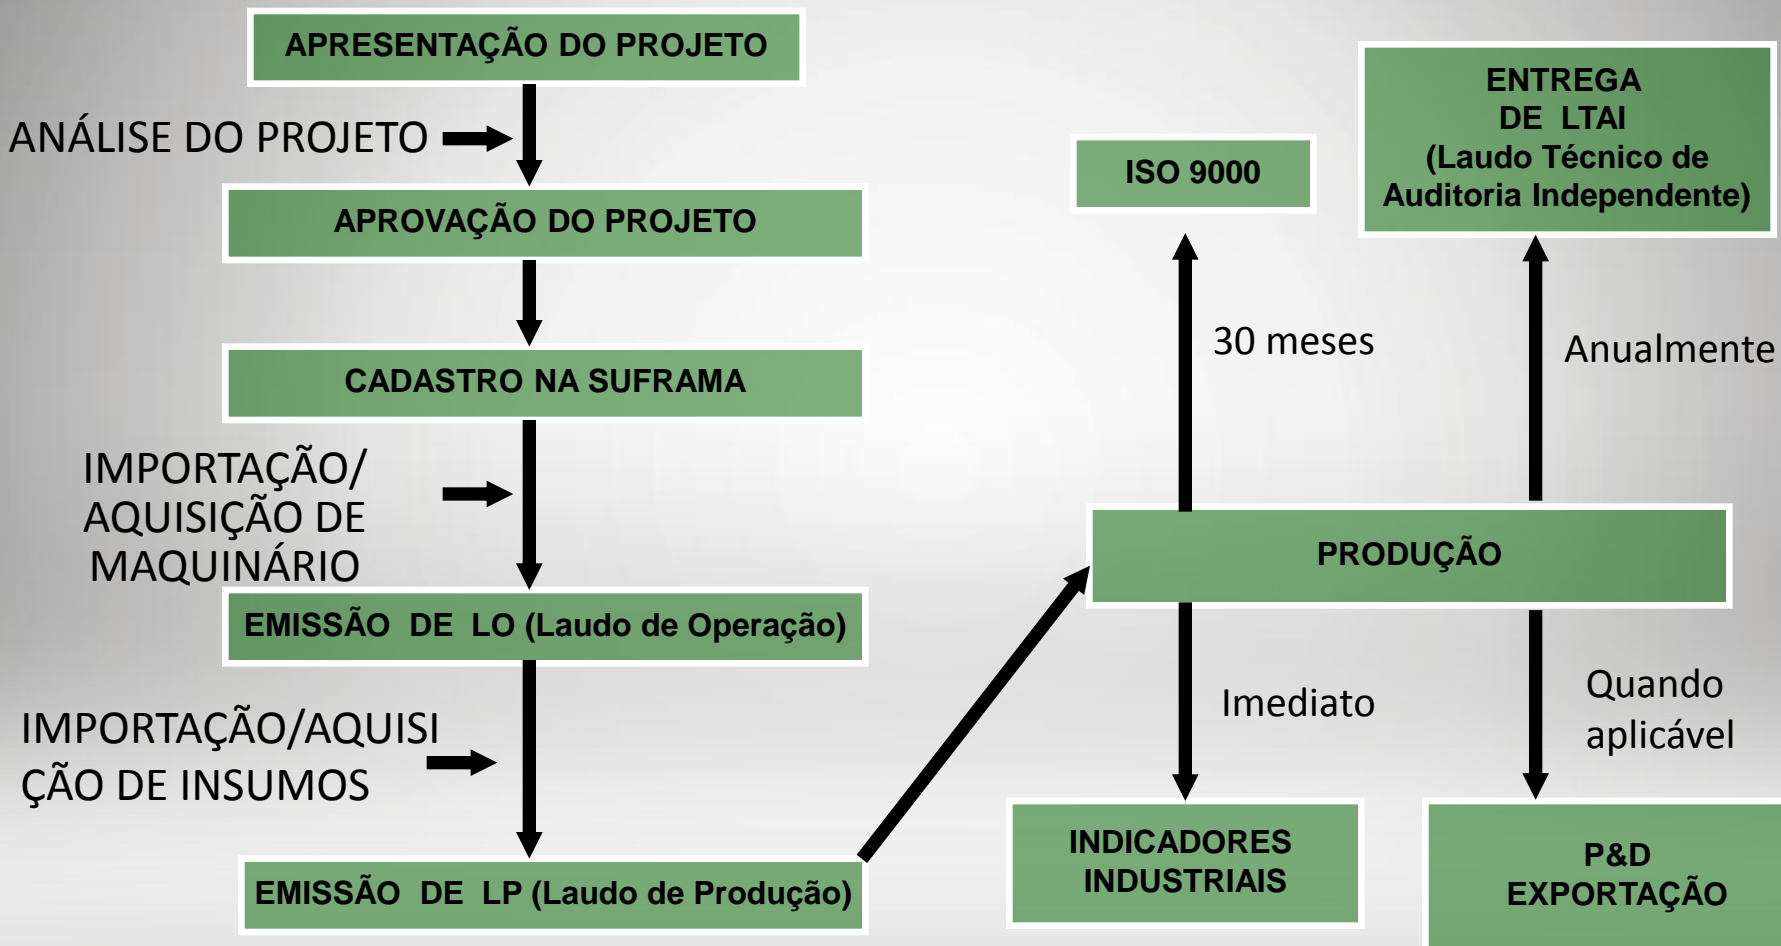 APRESENTAÇÃO DO PROJETO
ANÁLISE DO PROJETO
APROVAÇÃO DO PROJETO
CADASTRO NA SUFRAMA
IMPORTAÇÃO/
AQUISIÇÃO DE
MAQUINÁRIO
EMISSÃO DE LO (Laudo de Operação)
IMPORTAÇÃO/AQUISI
ÇÃO DE INSUMOS
EMISSÃO DE LP (Laudo de Produção)
ISO 9000
ENTREGA
DE LTAI
(Laudo Técnico de
Auditoria Independente)
30 meses
Anualmente
PRODUÇÃO
Imediato
Quando
aplicável
INDICADORES
INDUSTRIAIS
P&D
EXPORTAÇÃO